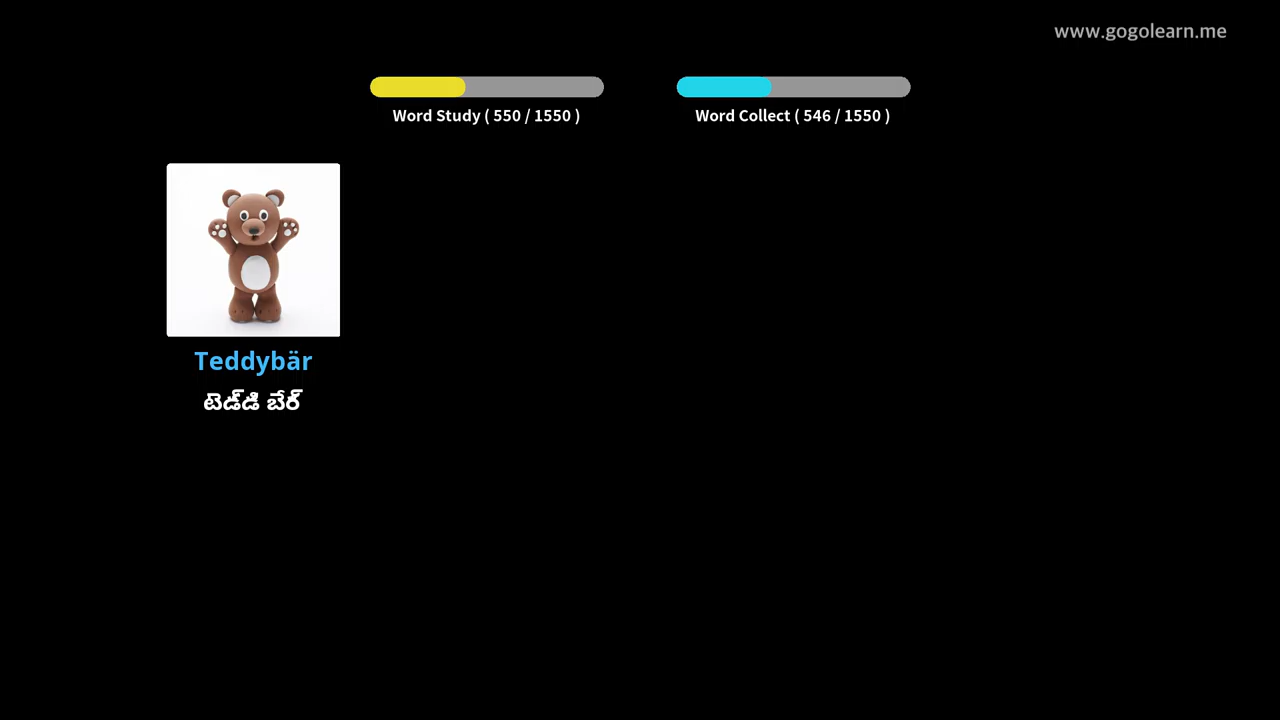 www.gogolearn.me
Word Study ( 550 / 1550 )
Word Collect ( 546 / 1550 )
Teddybär
టెడ్‌డి బేర్